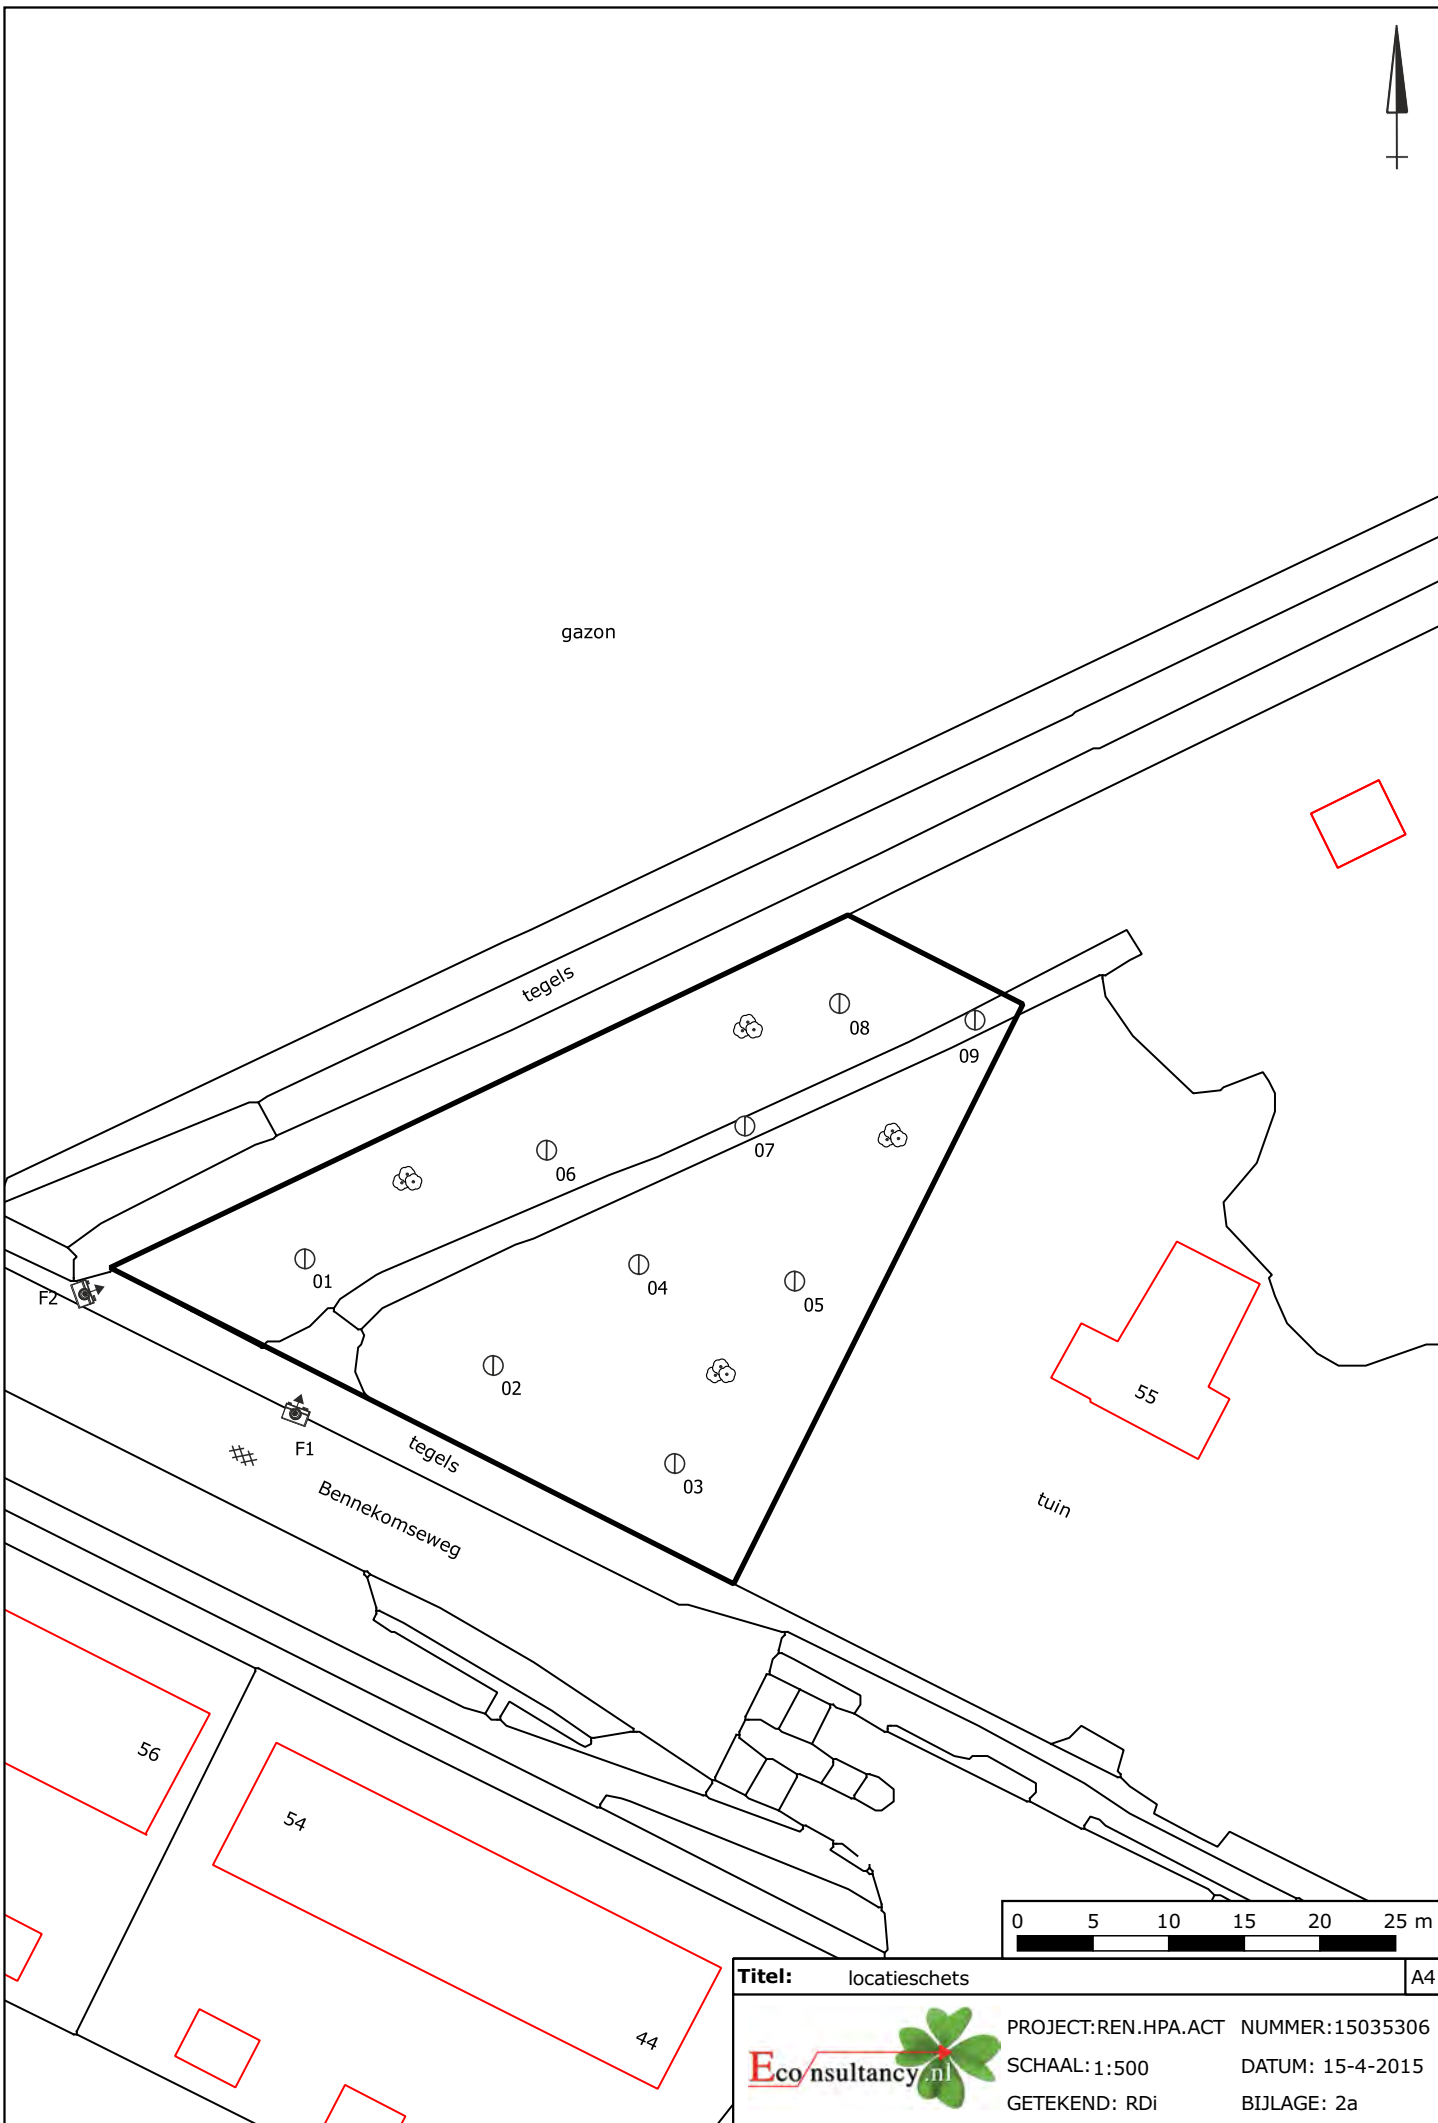 gazon
tegels
08
09
07
06
01
04
05
F2
02
55
F1
tegels
03
tuin
Bennekomseweg
56
54
44
0 5 10 15 20 25 m
Titel: locatieschets A4
Econsultancy.nl
PROJECT:REN.HPA.ACT NUMMER:15035306
SCHAAL:1:500 DATUM: 15-4-2015
GETEKEND: RDi BIJLAGE: 2a